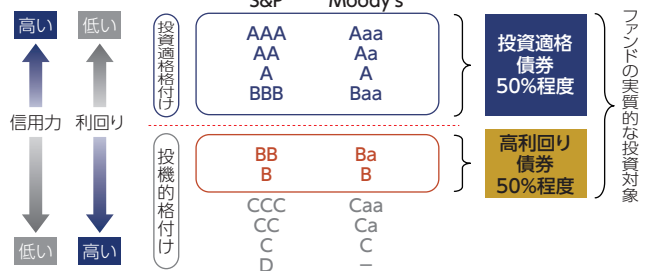 S&P Moody's
高い 低い
信用力 利回り
低い 高い
投資適格格付け
AAA Aaa
AA Aa
A A
BBB Baa
投資適格
債券
50%程度
投機的格付け
BB Ba
B B
高利回り
債券
50%程度
CCC Caa
CC Ca
C C
D –
ファンドの実質的な投資対象